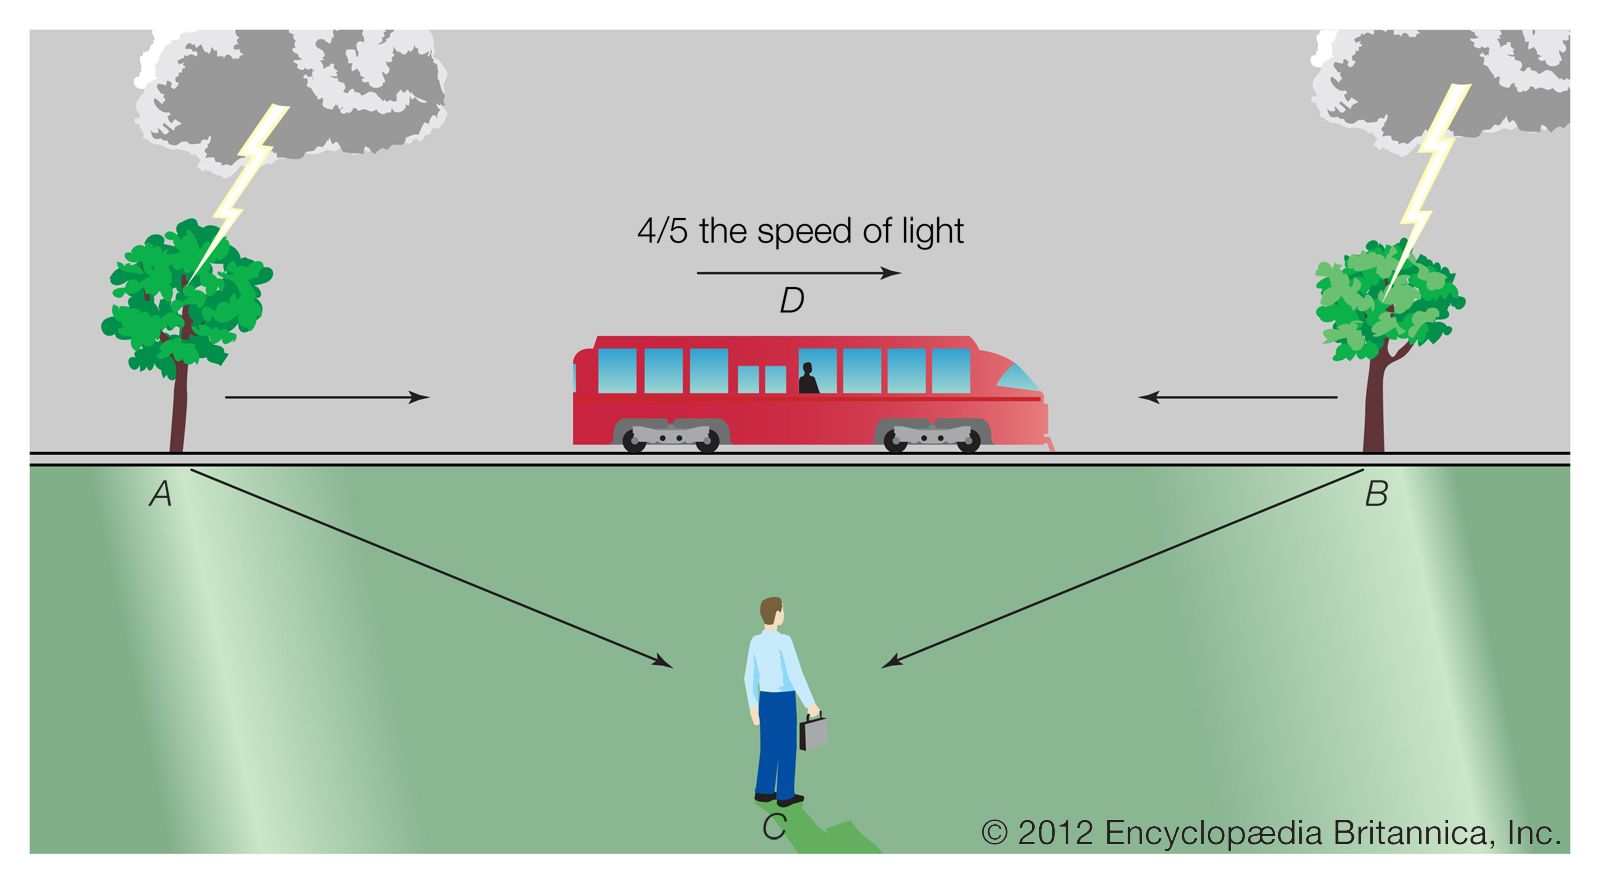 4/5 the speed of light
D
A
B
C
© 2012 Encyclopædia Britannica, Inc.